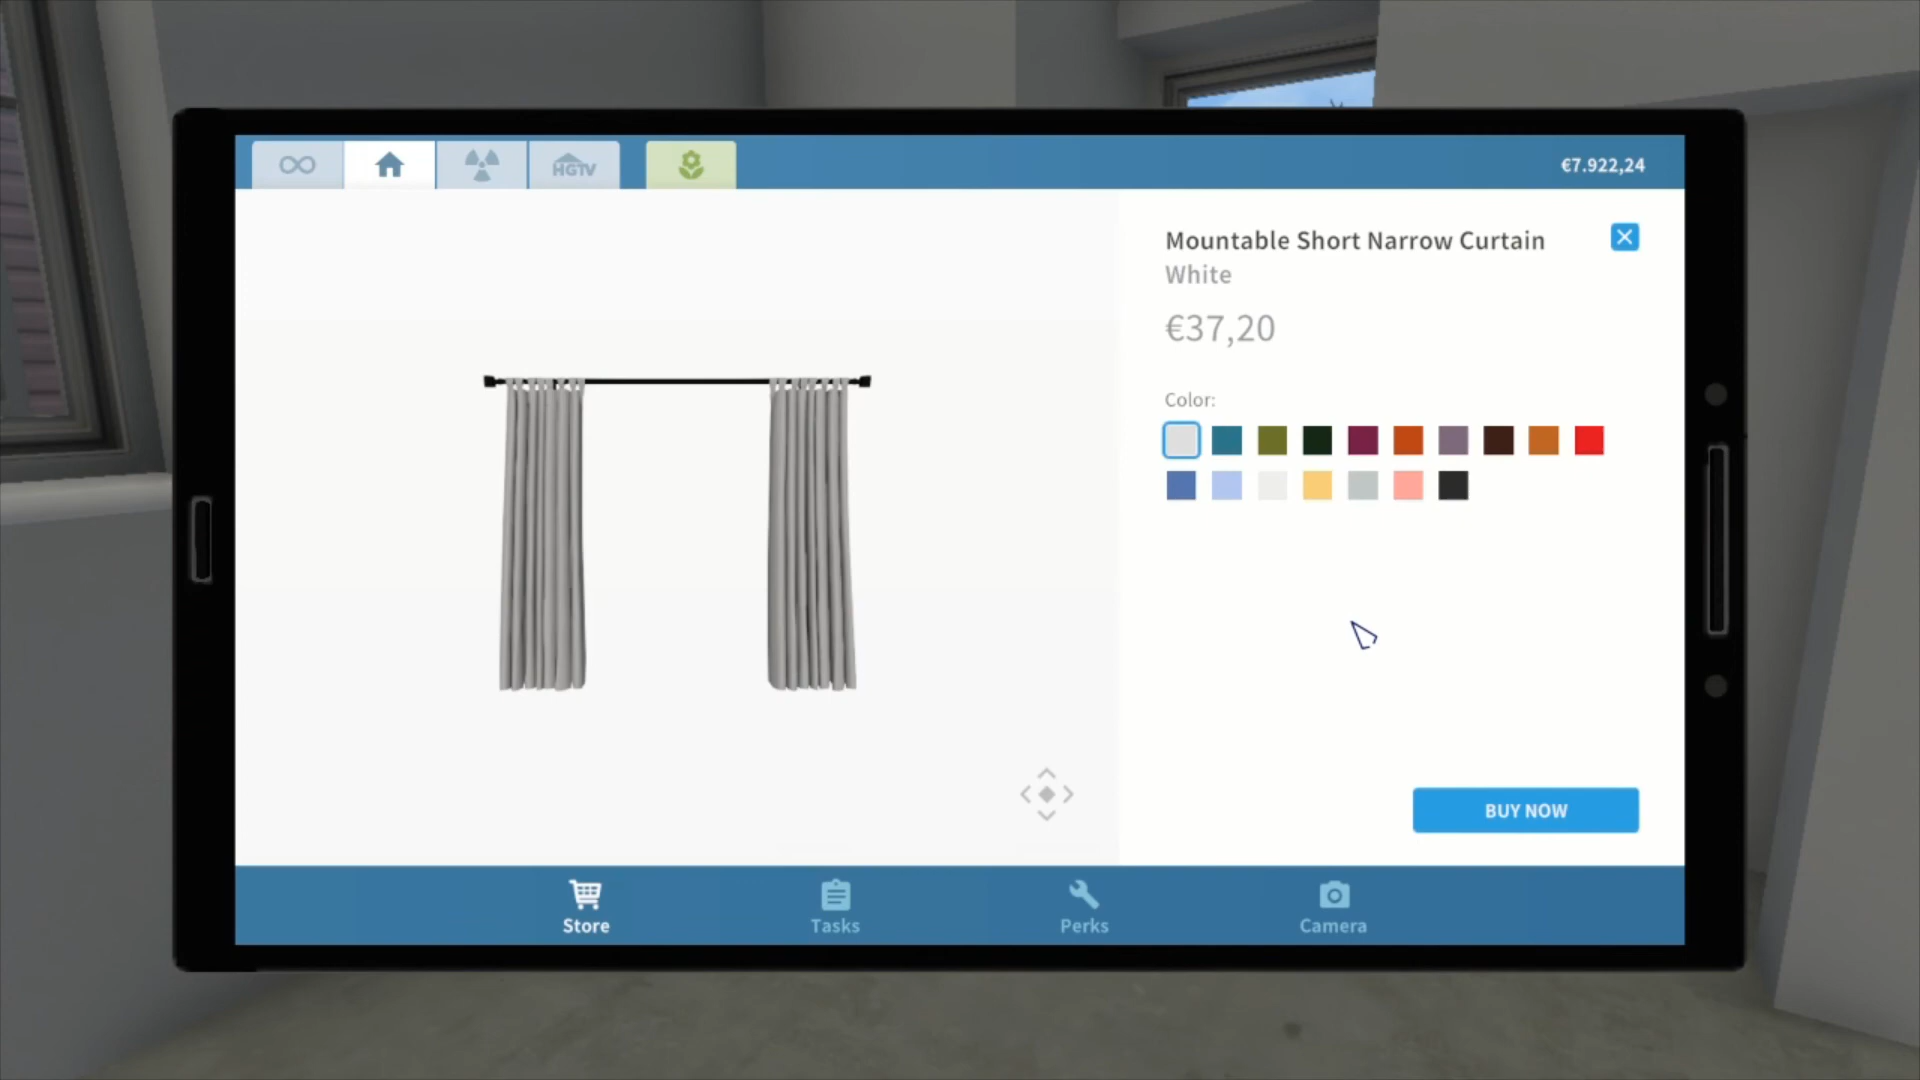 HGTV
€7.922,24
Mountable Short Narrow Curtain
White
€37,20
Color:
BUY NOW
Store
Tasks
Perks
Camera